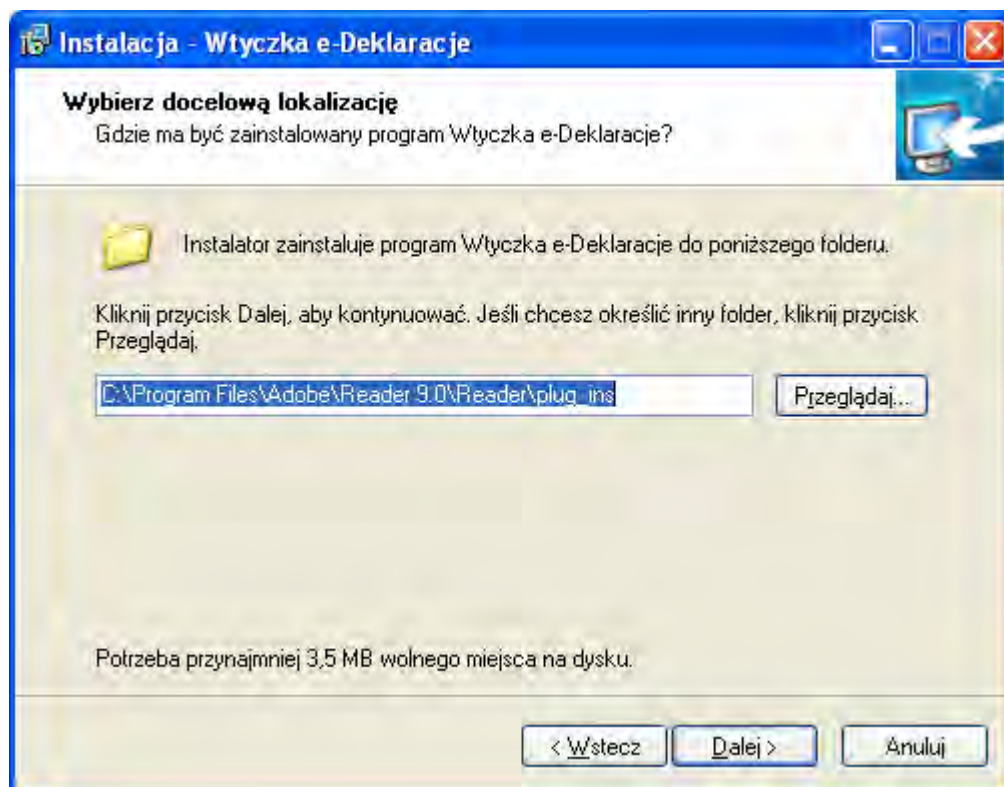 Instalacja - Wtyczka e-Deklaracje
Wybierz docelową lokalizację
Gdzie ma być zainstalowany program Wtyczka e-Deklaracje?
Instalator zainstaluje program Wtyczka e-Deklaracje do poniższego folderu.
Kliknij przycisk Dalej, aby kontynuować. Jeśli chcesz określić inny folder, kliknij przycisk
Przeglądaj.
C:\Program Files\Adobe\Reader 9.0\Reader\plug_ins
Przeglądaj...
Potrzeba przynajmniej 3,5 MB wolnego miejsca na dysku.
< Wstecz Dalej > Anuluj